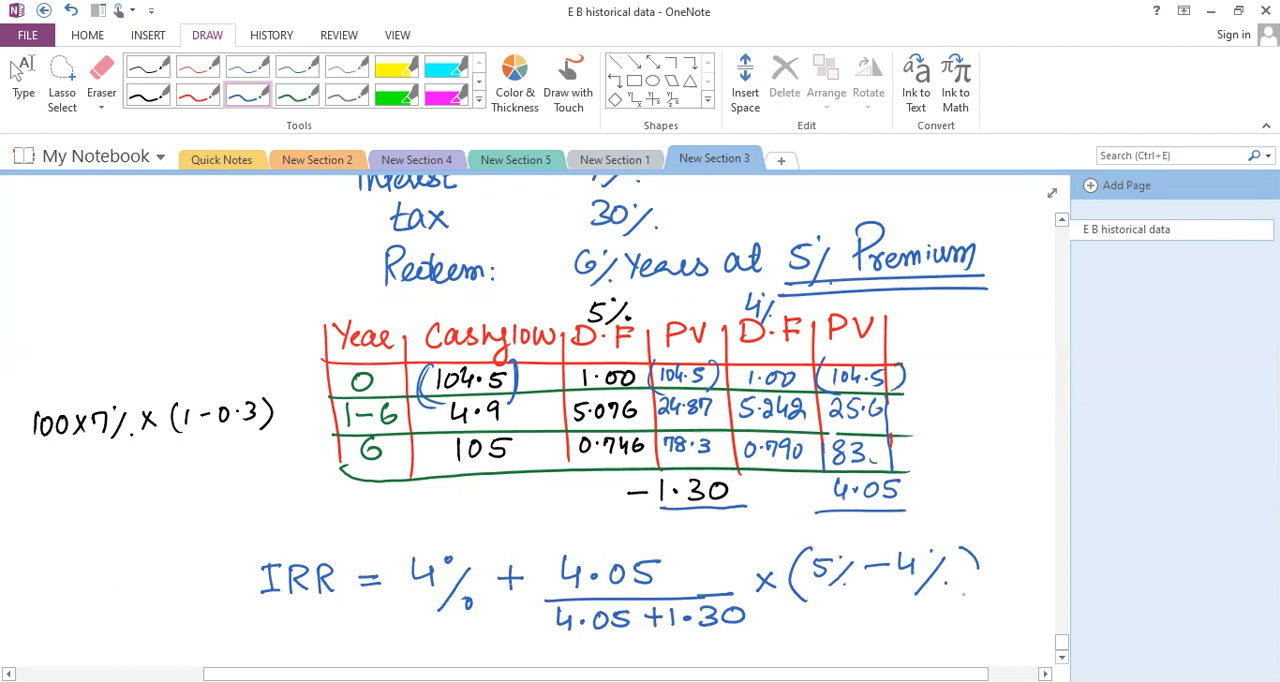 E B historical data - OneNote
FILE HOME INSERT DRAW HISTORY REVIEW VIEW Sign in
Type Lasso Select Eraser Color & Thickness Draw with Touch Insert Space Delete Arrange Rotate Ink to Text Ink to Math
Tools Shapes Edit Convert
My Notebook Quick Notes New Section 2 New Section 4 New Section 5 New Section 1 New Section 3 Search (Ctrl+E)
Add Page
E B historical data
Interest
tax 30%.
Redeem: 6% Years at 5% Premium
5% 4%
Year Cashflow D.F PV D.F PV
0 (104.5) 1.00 (104.5) 1.00 (104.5)
1-6 4.9 5.076 24.87 5.242 25.6
6 105 0.746 78.3 0.790 83.
-1.30 4.05
100x7% x (1-0.3)
IRR = 4% + 4.05 x (5% - 4%)
4.05 + 1.30